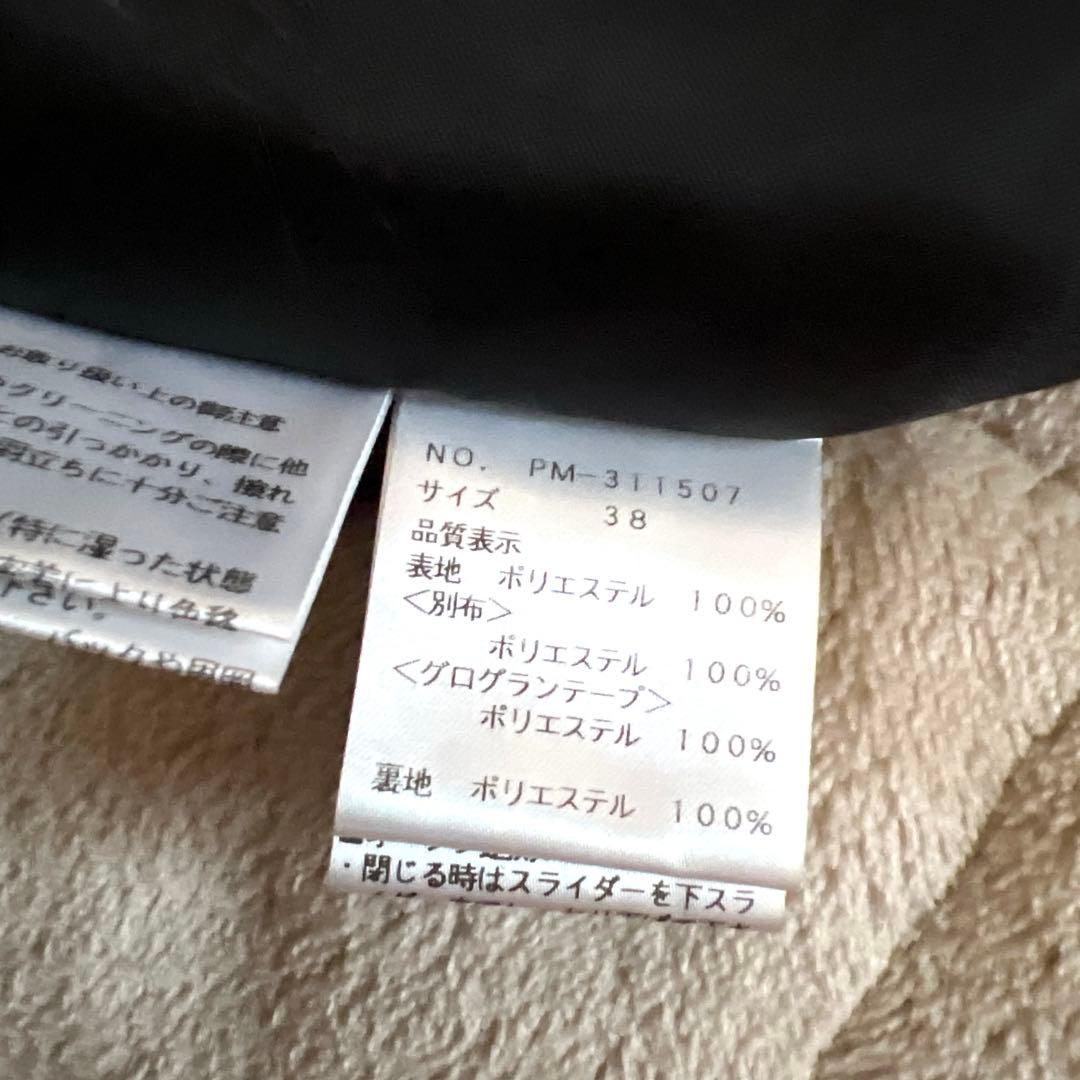 お取り扱い上の御注意
クリーニングの際に他
の引っかかり、擦れ
羽立ちに十分ご注意
(特に湿った状態
下さい。
NO. PM-311507
サイズ 38
品質表示
表地 ポリエステル 100%
<別布>
ポリエステル 100%
<グログランテープ>
ポリエステル 100%
裏地 ポリエステル 100%
・閉じる時はスライダーを下スラ